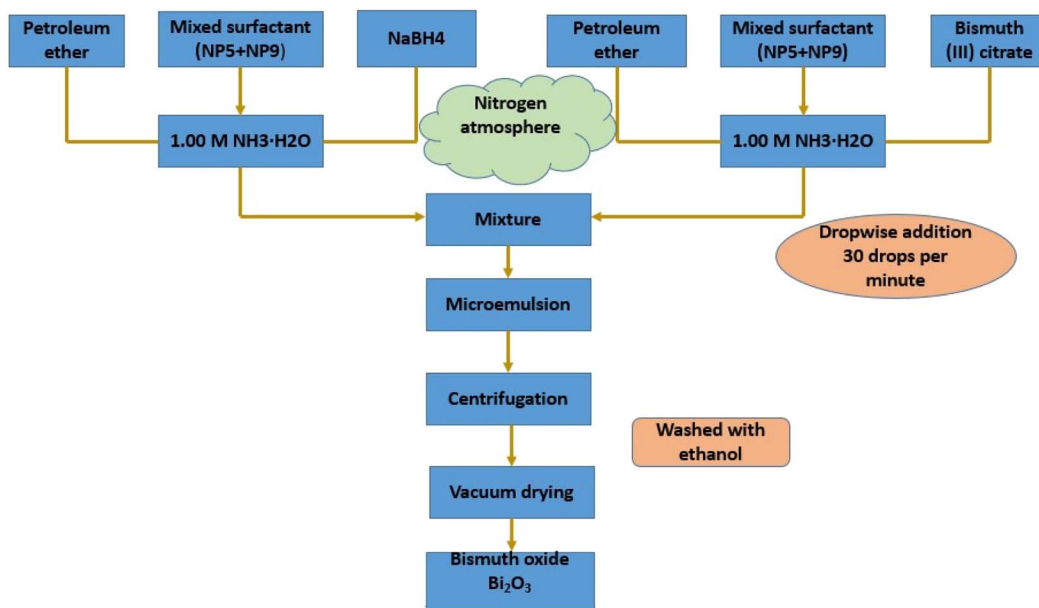 Petroleum
ether
Mixed surfactant
(NP5+NP9)
NaBH4
Petroleum
ether
Mixed surfactant
(NP5+NP9)
Bismuth
(III) citrate
Nitrogen
atmosphere
1.00 M NH3·H2O
1.00 M NH3·H2O
Mixture
Dropwise addition
30 drops per
minute
Microemulsion
Centrifugation
Washed with
ethanol
Vacuum drying
Bismuth oxide
Bi₂O₃